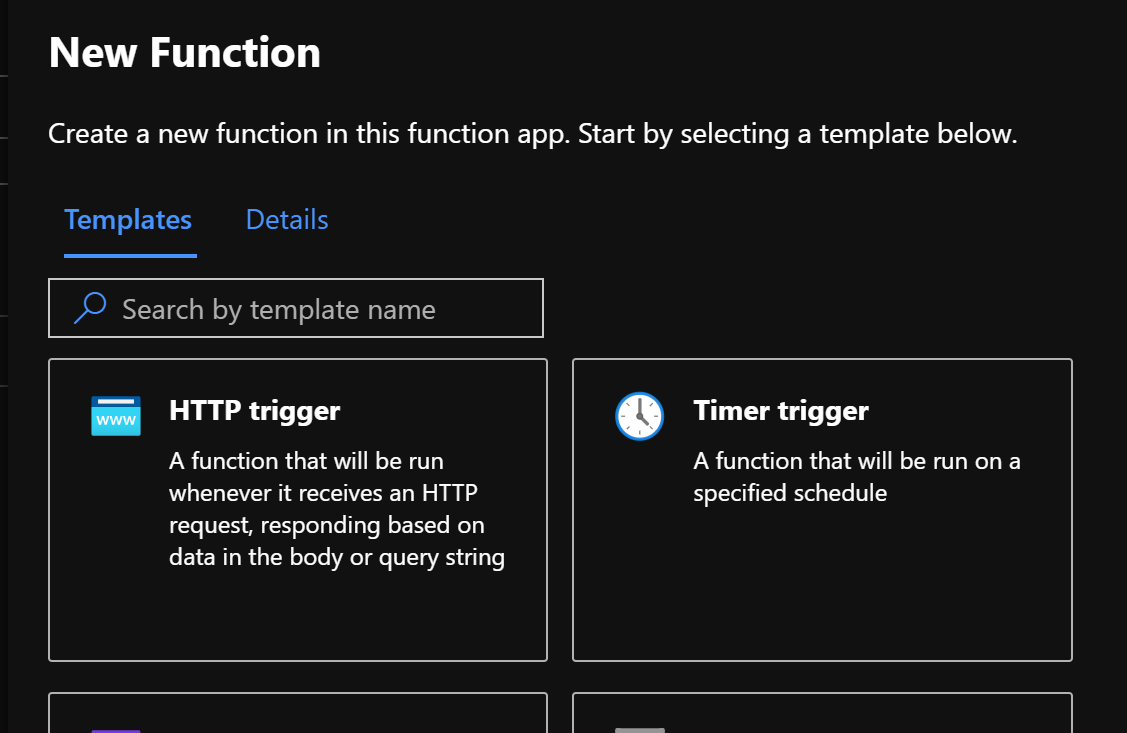 New Function
Create a new function in this function app. Start by selecting a template below.
Templates
Details
Search by template name
www
HTTP trigger
A function that will be run
whenever it receives an HTTP
request, responding based on
data in the body or query string
Timer trigger
A function that will be run on a
specified schedule